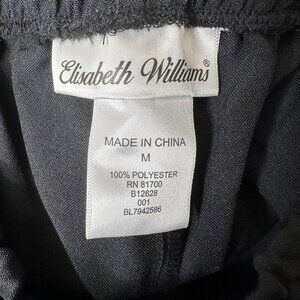 Elisabeth Williams®
MADE IN CHINA
M
100% POLYESTER
RN 81700
B12628
001
BL7942586